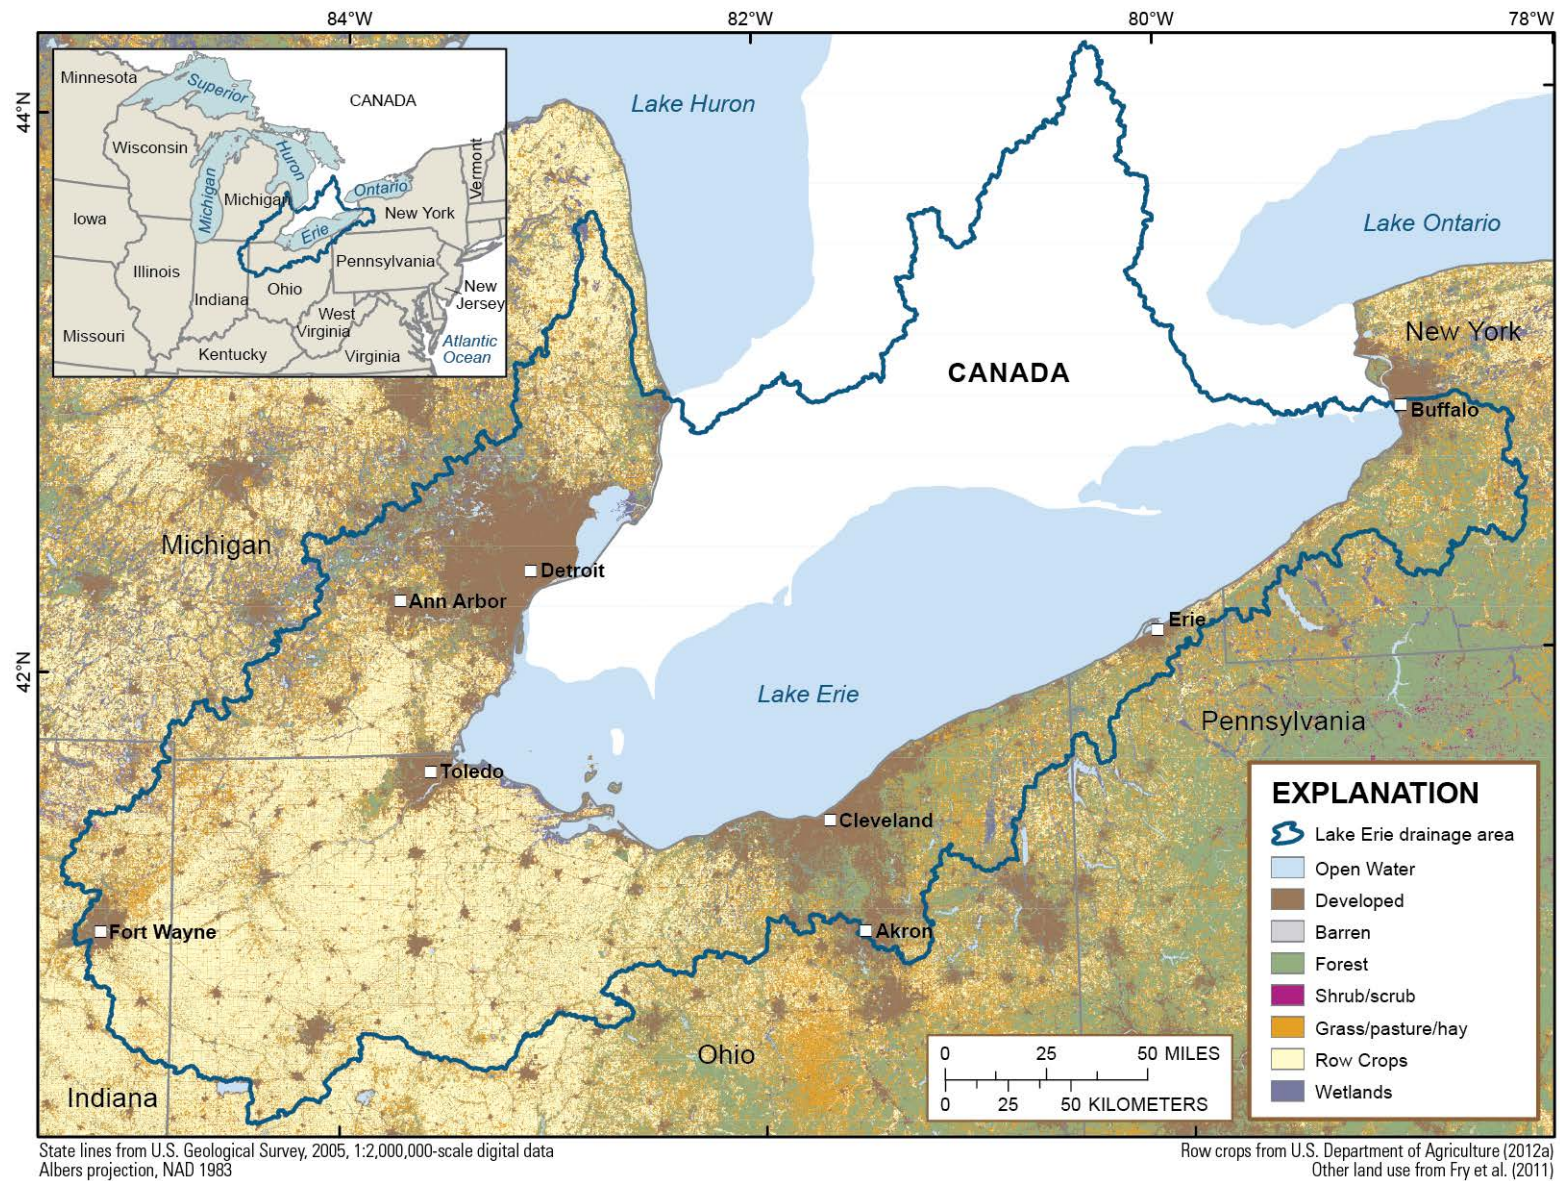 84°W
82°W
80°W
78°W
44°N
42°N
Minnesota
Superior
CANADA
Wisconsin
Huron
Vermont
Michigan
Michigan
Ontario
New York
Iowa
Erie
Pennsylvania
Illinois
Indiana
Ohio
New
Jersey
West
Virginia
Missouri
Kentucky
Virginia
Atlantic
Ocean
Lake Huron
Lake Ontario
New York
CANADA
Buffalo
Michigan
Detroit
Ann Arbor
Erie
Lake Erie
Pennsylvania
Toledo
Cleveland
Fort Wayne
Akron
Ohio
Indiana
EXPLANATION
Lake Erie drainage area
Open Water
Developed
Barren
Forest
Shrub/scrub
Grass/pasture/hay
Row Crops
Wetlands
0 25 50 MILES
0 25 50 KILOMETERS
State lines from U.S. Geological Survey, 2005, 1:2,000,000-scale digital data
Albers projection, NAD 1983
Row crops from U.S. Department of Agriculture (2012a)
Other land use from Fry et al. (2011)